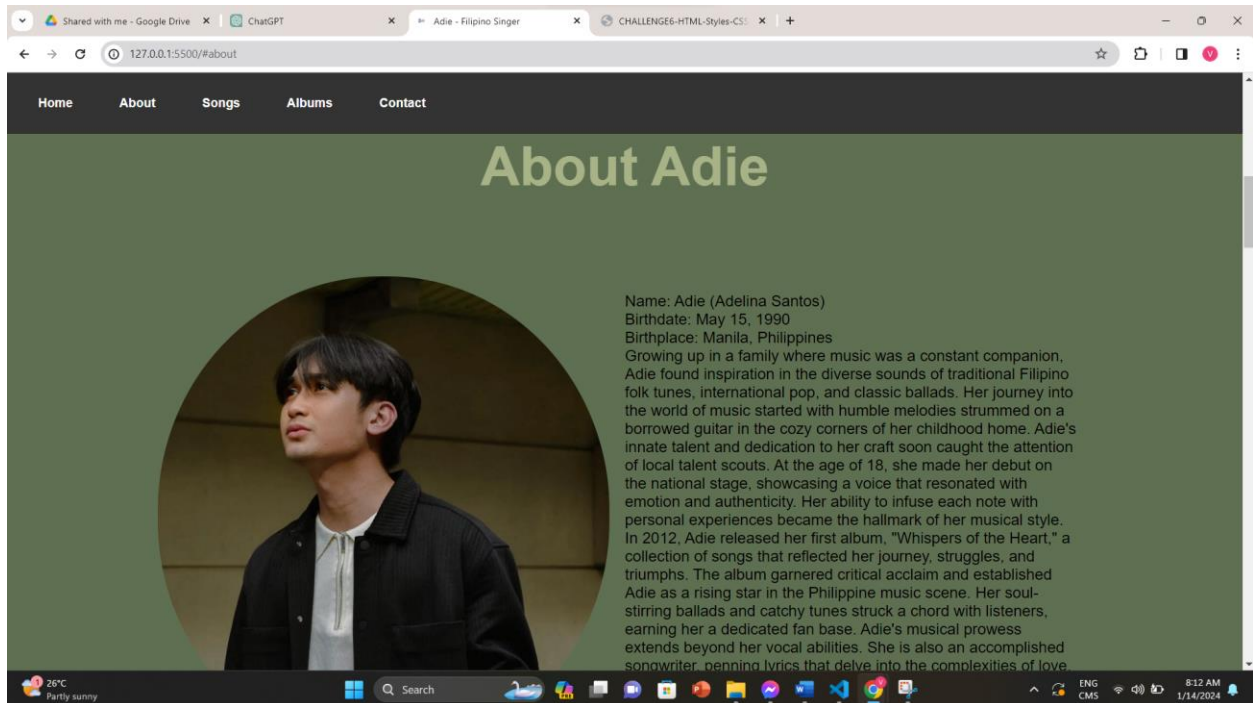 Shared with me - Google Drive
ChatGPT
Adie - Filipino Singer
CHALLENGE6-HTML-Styles-CSS
127.0.0.1:5500/#about
V
Home About Songs Albums Contact
About Adie
Name: Adie (Adelina Santos)
Birthdate: May 15, 1990
Birthplace: Manila, Philippines
Growing up in a family where music was a constant companion,
Adie found inspiration in the diverse sounds of traditional Filipino
folk tunes, international pop, and classic ballads. Her journey into
the world of music started with humble melodies strummed on a
borrowed guitar in the cozy corners of her childhood home. Adie's
innate talent and dedication to her craft soon caught the attention
of local talent scouts. At the age of 18, she made her debut on
the national stage, showcasing a voice that resonated with
emotion and authenticity. Her ability to infuse each note with
personal experiences became the hallmark of her musical style.
In 2012, Adie released her first album, "Whispers of the Heart," a
collection of songs that reflected her journey, struggles, and
triumphs. The album garnered critical acclaim and established
Adie as a rising star in the Philippine music scene. Her soul-
stirring ballads and catchy tunes struck a chord with listeners,
earning her a dedicated fan base. Adie's musical prowess
extends beyond her vocal abilities. She is also an accomplished
songwriter, penning lyrics that delve into the complexities of love,
1
26°C
Partly sunny
Search
ENG
CMS
8:12 AM
1/14/2024